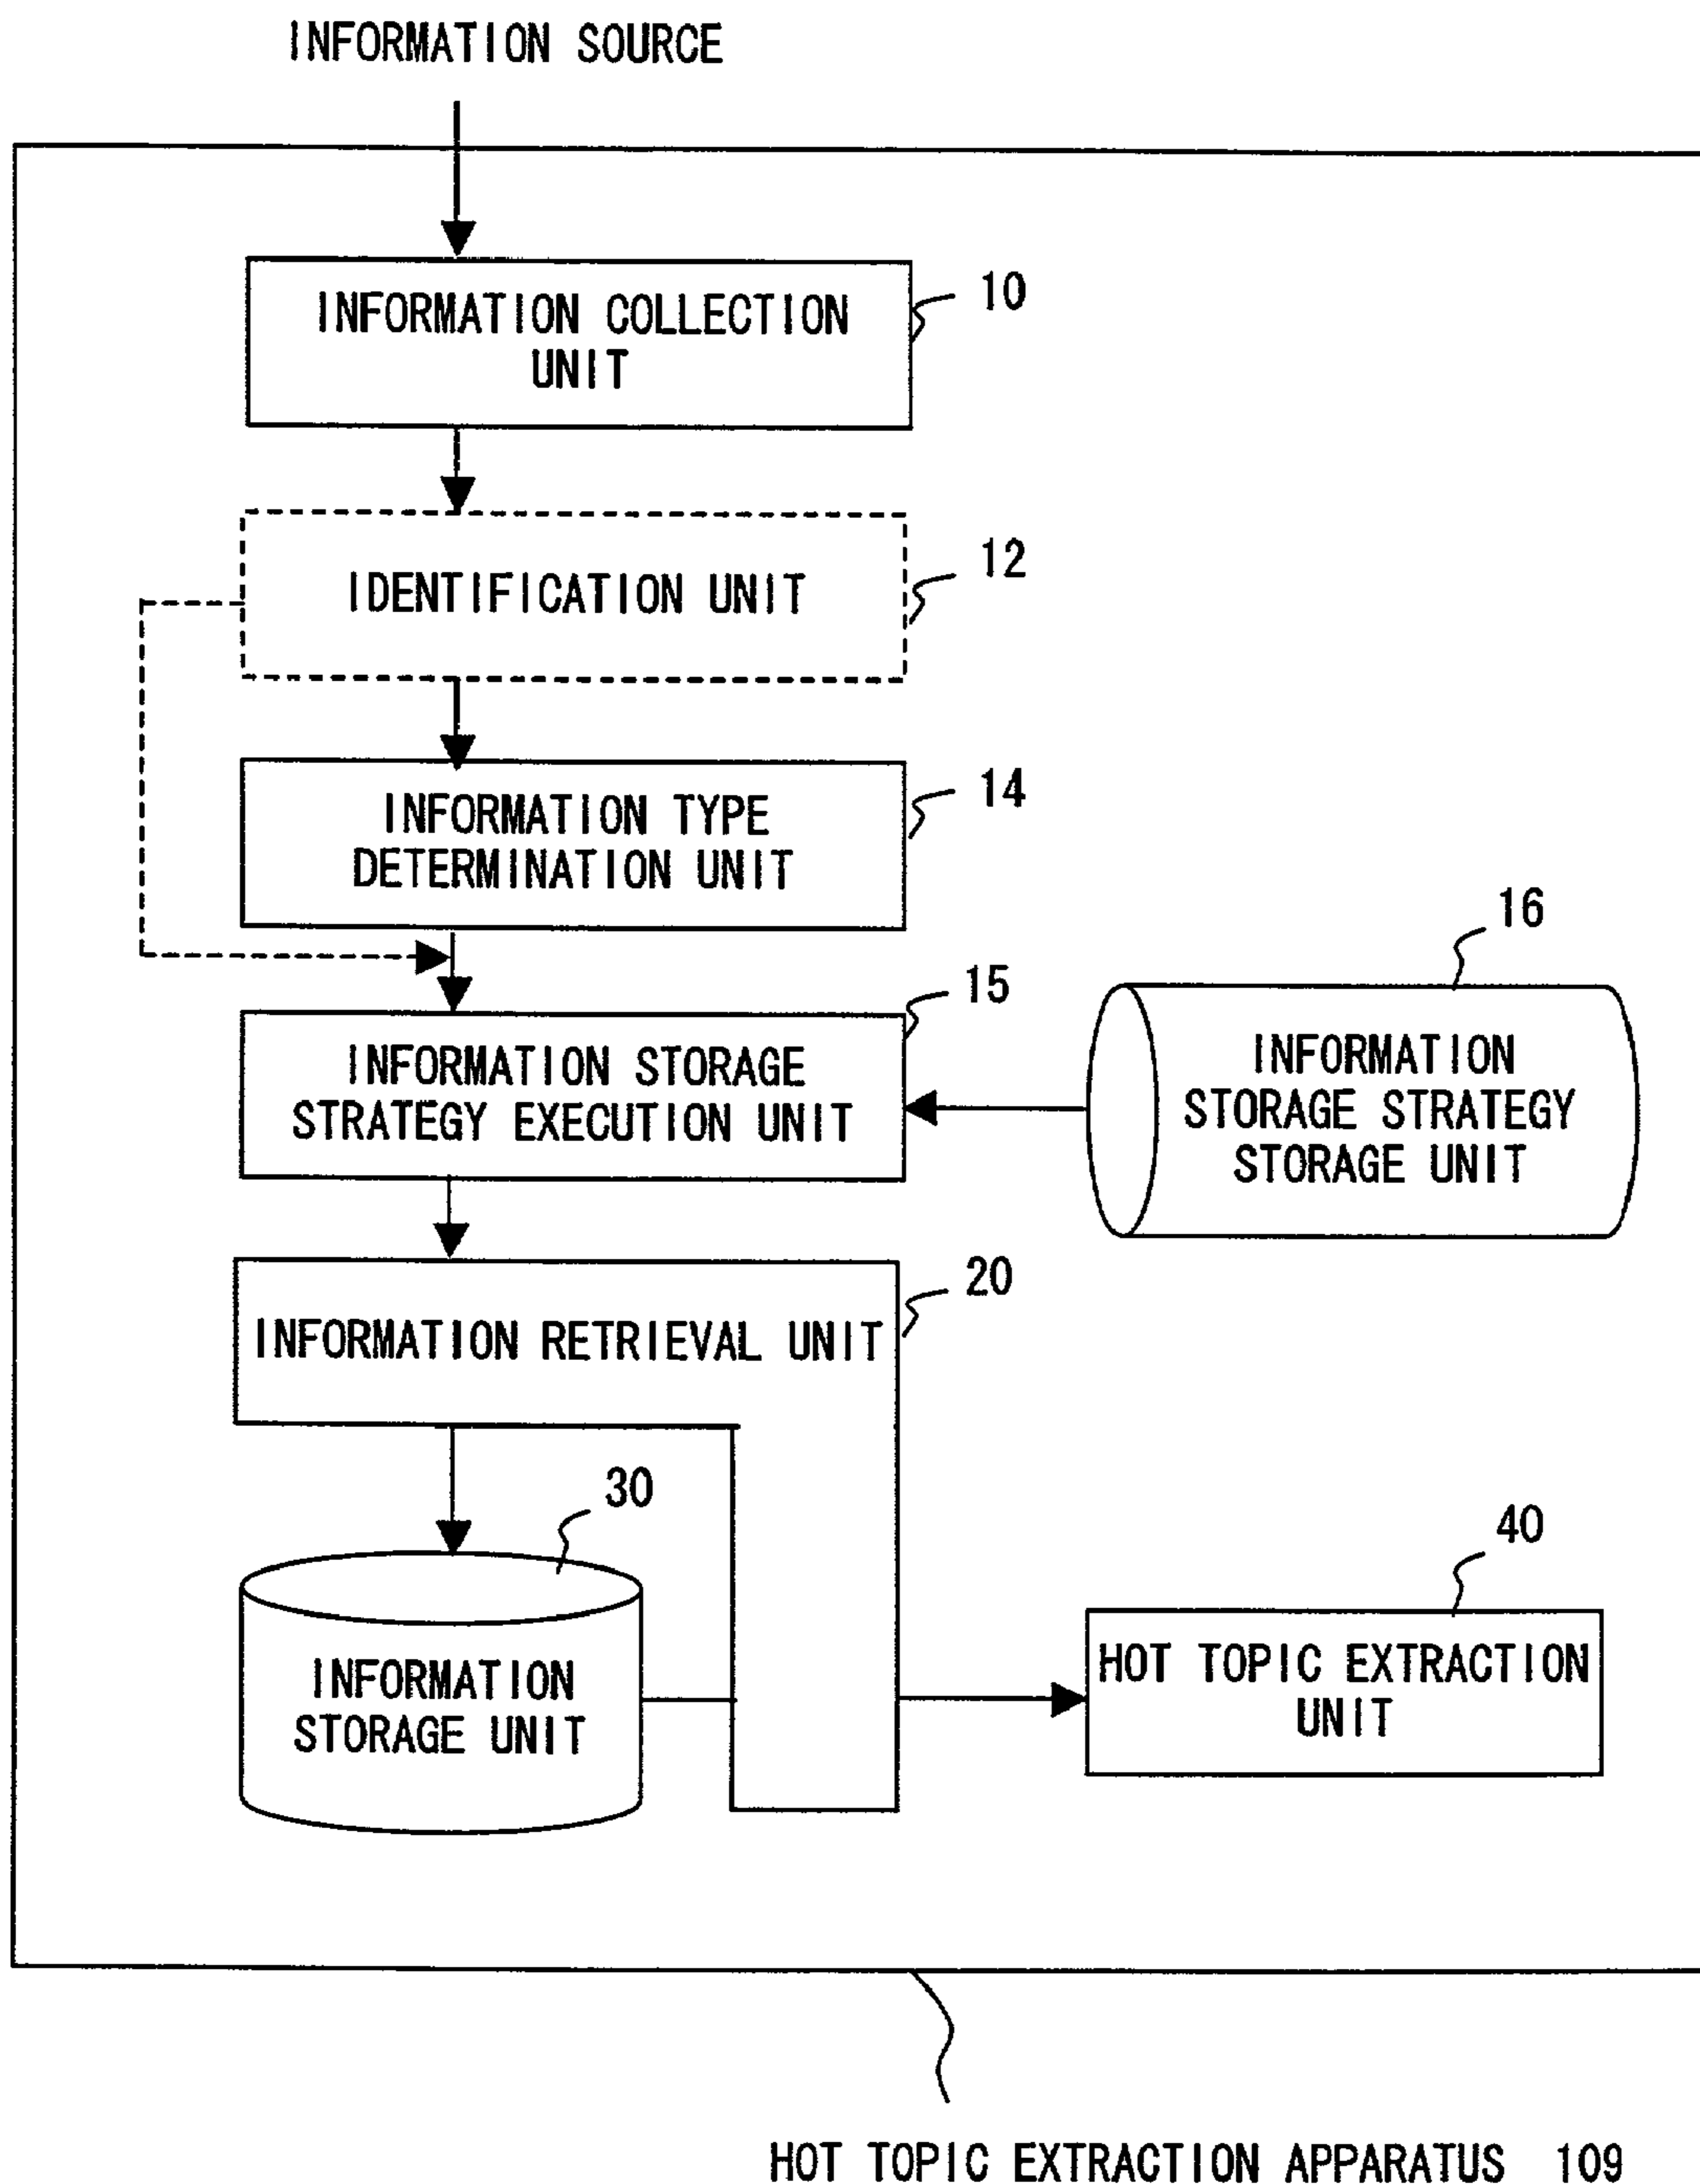 INFORMATION SOURCE
INFORMATION COLLECTION
UNIT
10
IDENTIFICATION UNIT
12
INFORMATION TYPE
DETERMINATION UNIT
14
INFORMATION STORAGE
STRATEGY EXECUTION UNIT
15
INFORMATION
STORAGE STRATEGY
STORAGE UNIT
16
INFORMATION RETRIEVAL UNIT
20
INFORMATION
STORAGE UNIT
30
HOT TOPIC EXTRACTION
UNIT
40
HOT TOPIC EXTRACTION APPARATUS 109